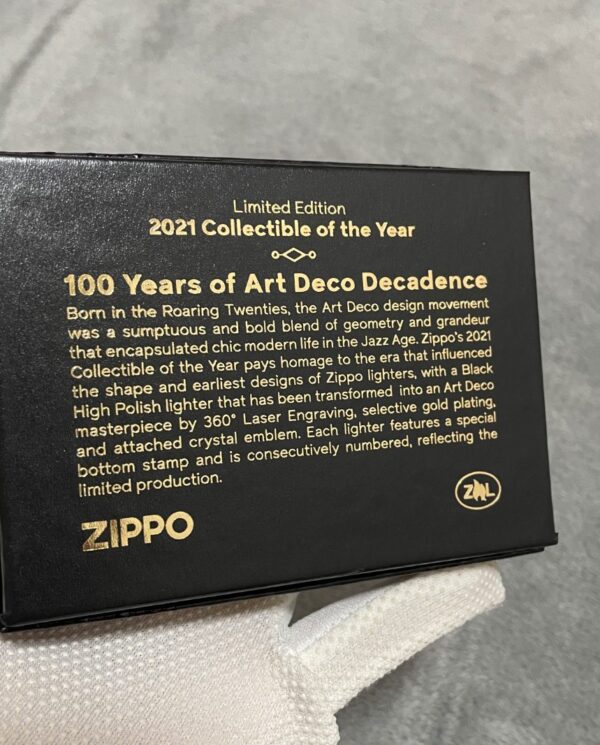 Limited Edition
2021 Collectible of the Year
100 Years of Art Deco Decadence
Born in the Roaring Twenties, the Art Deco design movement
was a sumptuous and bold blend of geometry and grandeur
that encapsulated chic modern life in the Jazz Age. Zippo's 2021
Collectible of the Year pays homage to the era that influenced
the shape and earliest designs of Zippo lighters, with a Black
High Polish lighter that has been transformed into an Art Deco
masterpiece by 360° Laser Engraving, selective gold plating,
and attached crystal emblem. Each lighter features a special
bottom stamp and is consecutively numbered, reflecting the
limited production.
ZIPPO